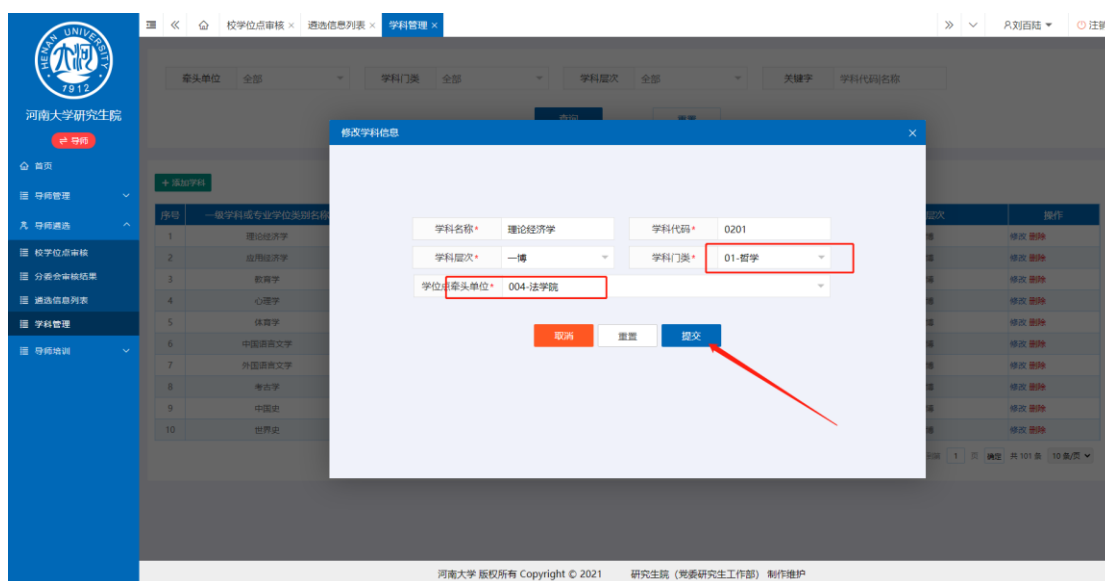 HENAN UNIVERSITY
1912
河南大学研究生院
导师
首页
导师管理
导师遴选
校学位点审核
分委会审核结果
遴选信息列表
学科管理
导师培训
校学位点审核 × 遴选信息列表 × 学科管理 ×
刘百陆 注销
牵头单位 全部 学科门类 全部 学科层次 全部 关键字 学科代码|名称
查询 重置
+ 添加学科
修改学科信息 ×
学科名称* 理论经济学 学科代码* 0201
学科层次* 一博 学科门类* 01-哲学
学位点牵头单位* 004-法学院
取消 重置 提交
序号 一级学科或专业学位类别名称 层次 操作
1 理论经济学 博 修改 删除
2 应用经济学 博 修改 删除
3 教育学 博 修改 删除
4 心理学 博 修改 删除
5 体育学 博 修改 删除
6 中国语言文学 博 修改 删除
7 外国语言文学 博 修改 删除
8 考古学 博 修改 删除
9 中国史 博 修改 删除
10 世界史 博 修改 删除
1 页 确定 共 101 条 10 条/页
河南大学 版权所有 Copyright © 2021 研究生院（党委研究生工作部） 制作维护